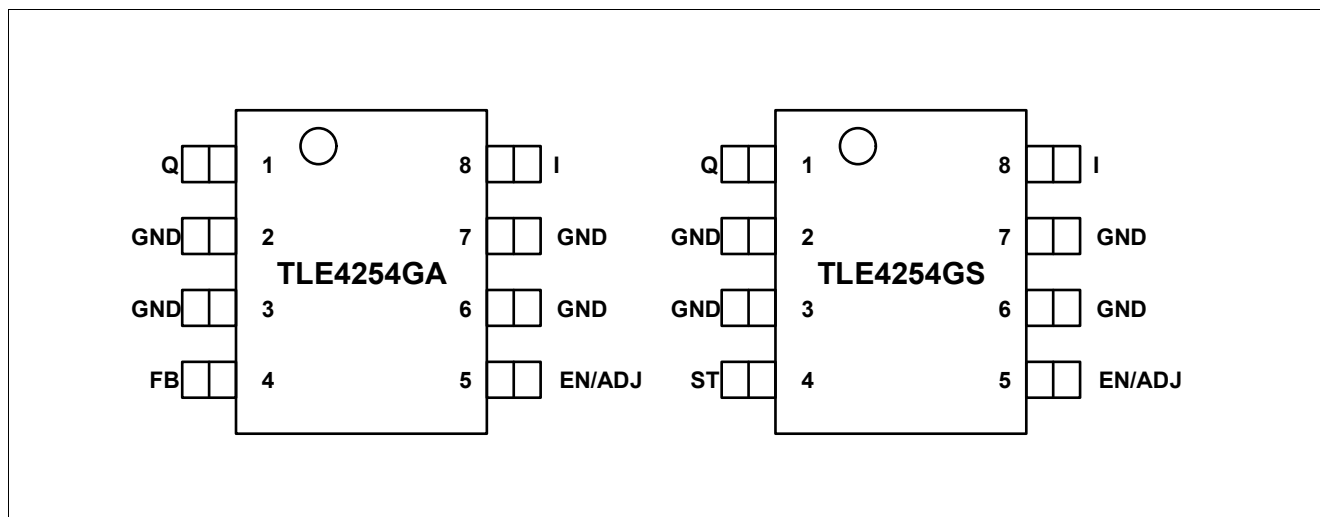 Q 1 8 I
GND 2 7 GND
TLE4254GA
GND 3 6 GND
FB 4 5 EN/ADJ
Q 1 8 I
GND 2 7 GND
TLE4254GS
GND 3 6 GND
ST 4 5 EN/ADJ